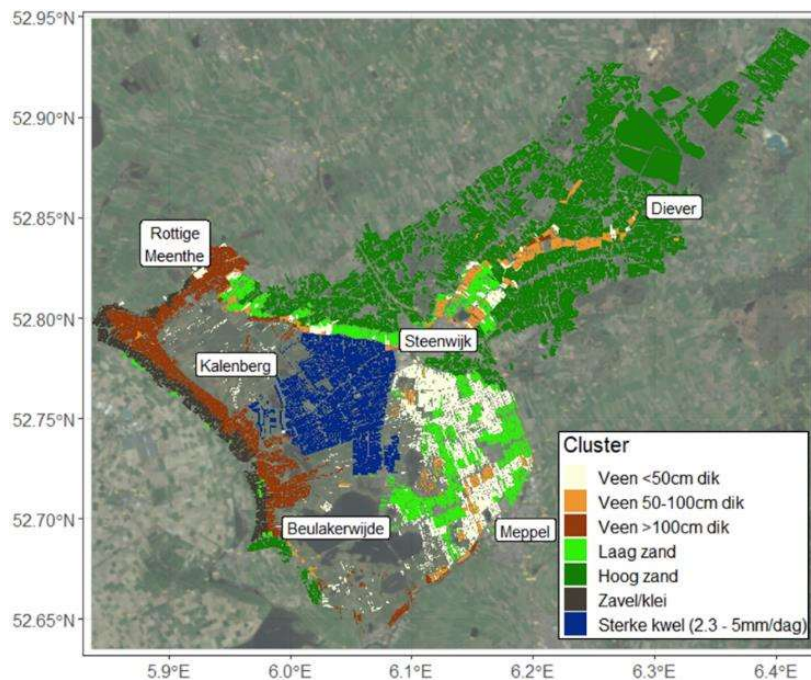 52.95°N
52.90°N
52.85°N
52.80°N
52.75°N
52.70°N
52.65°N
Rottige
Meenthe
Diever
Steenwijk
Kalenberg
Beulakerwijde
Meppel
Cluster
Veen <50cm dik
Veen 50-100cm dik
Veen >100cm dik
Laag zand
Hoog zand
Zavel/klei
Sterke kwel (2.3 - 5mm/dag)
5.9°E 6.0°E 6.1°E 6.2°E 6.3°E 6.4°E